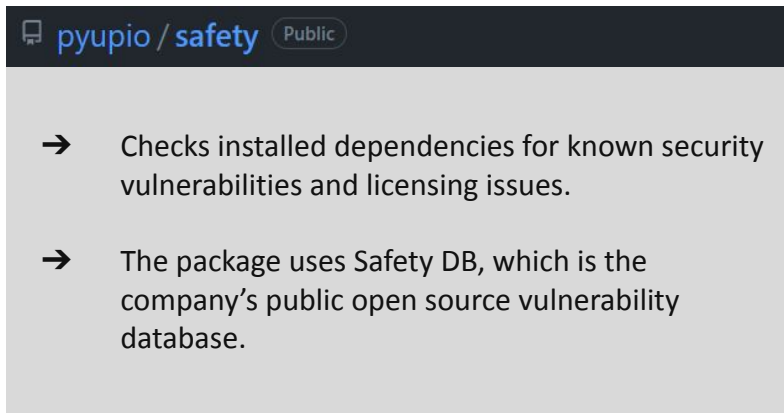 pyupio / safety Public
➔ Checks installed dependencies for known security
vulnerabilities and licensing issues.
➔ The package uses Safety DB, which is the
company’s public open source vulnerability
database.